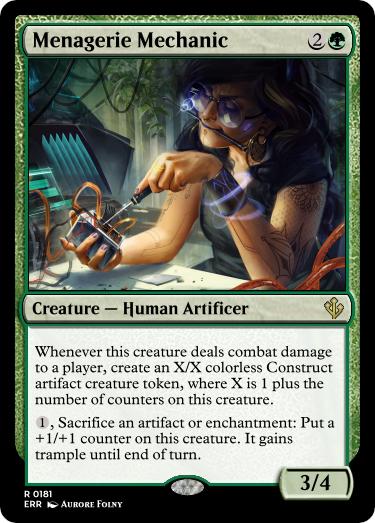 Menagerie Mechanic 2
Creature — Human Artificer
Whenever this creature deals combat damage
to a player, create an X/X colorless Construct
artifact creature token, where X is 1 plus the
number of counters on this creature.
1, Sacrifice an artifact or enchantment: Put a
+1/+1 counter on this creature. It gains
trample until end of turn.
3/4
R 0181
ERR Aurore Folny